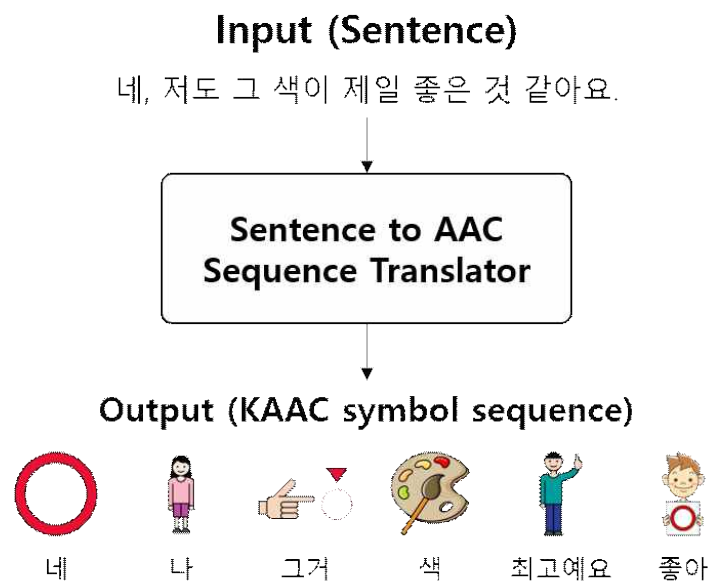 Input (Sentence)
네, 저도 그 색이 제일 좋은 것 같아요.
Sentence to AAC
Sequence Translator
Output (KAAC symbol sequence)
네 나 그거 색 최고예요 좋아